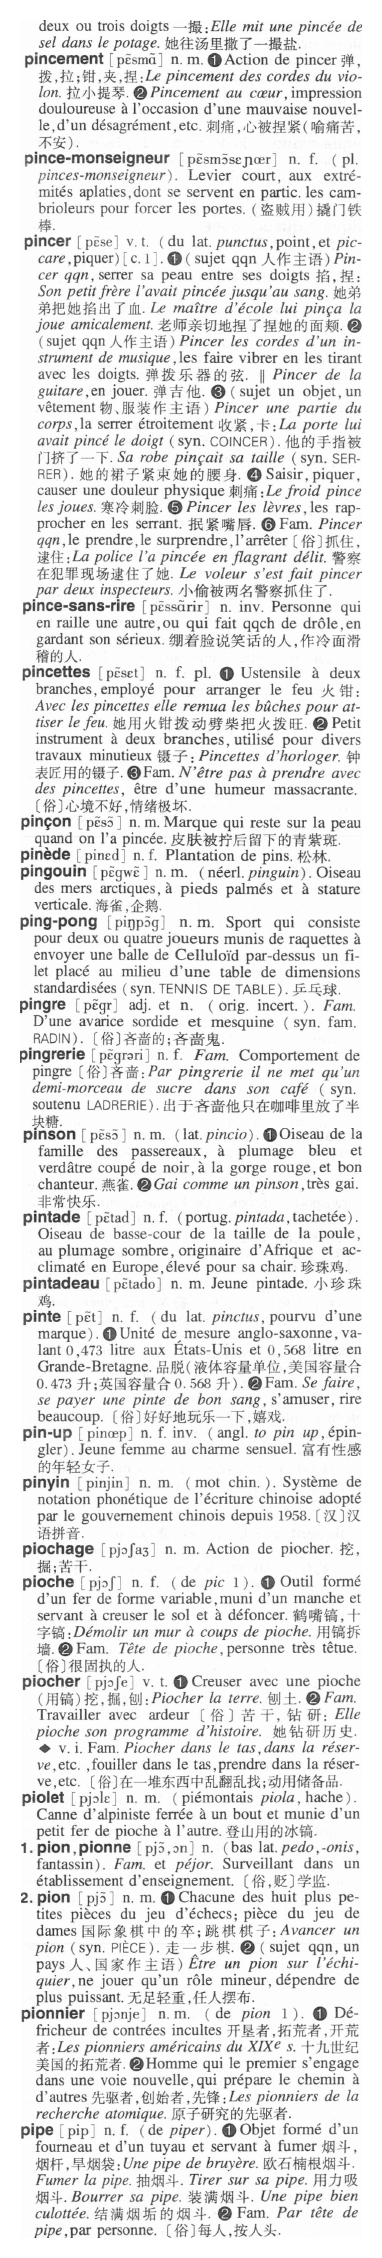 deux ou trois doigts 一撮:Elle mit une pincée de
sel dans le potage. 她往汤里撒了一撮盐.
pincement [pɛ̃smɑ̃] n. m. ❶ Action de pincer 弹,
拨,拉;钳,夹,捏:Le pincement des cordes du vio-
lon. 拉小提琴. ❷ Pincement au cœur, impression
douloureuse à l'occasion d'une mauvaise nouvel-
le, d'un désagrément, etc. 刺痛,心被捏紧(喻痛苦,
不安).
pince-monseigneur [pɛ̃smɔ̃sɛɲœr] n. f. (pl.
pinces-monseigneur). Levier court, aux extré-
mités aplaties, dont se servent en partic. les cam-
brioleurs pour forcer les portes. (盗贼用)撬门铁
棒.
pincer [pɛ̃se] v. t. (du lat. punctus, point, et pic-
care, piquer) [c. 1]. ❶ (sujet qqn 人作主语) Pin-
cer qqn, serrer sa peau entre ses doigts 掐,捏:
Son petit frère l'avait pincée jusqu'au sang. 她弟
弟把她掐出了血. Le maître d'école lui pinça la
joue amicalement. 老师亲切地捏了捏她的面颊. ❷
(sujet qqn 人作主语) Pincer les cordes d'un in-
strument de musique, les faire vibrer en les tirant
avec les doigts. 弹拨乐器的弦. ‖ Pincer de la
guitare, en jouer. 弹吉他. ❸ (sujet un objet, un
vêtement 物、服装作主语) Pincer une partie du
corps, la serrer étroitement 收紧,卡:La porte lui
avait pincé le doigt (syn. COINCER). 他的手指被
门挤了一下. Sa robe pinçait sa taille (syn. SER-
RER). 她的裙子紧束她的腰身. ❹ Saisir, piquer,
causer une douleur physique 刺痛:Le froid pince
les joues. 寒冷刺脸. ❺ Pincer les lèvres, les rap-
procher en les serrant. 抿紧嘴唇. ❻ Fam. Pincer
qqn, le prendre, le surprendre, l'arrêter 〔俗〕抓住,
逮住:La police l'a pincée en flagrant délit. 警察
在犯罪现场逮住了她. Le voleur s'est fait pincer
par deux inspecteurs. 小偷被两名警察抓住了.
pince-sans-rire [pɛ̃ssɑ̃rir] n. inv. Personne qui
en raille une autre, ou qui fait qqch de drôle, en
gardant son sérieux. 绷着脸说笑话的人,作冷面滑
稽的人.
pincettes [pɛ̃sɛt] n. f. pl. ❶ Ustensile à deux
branches, employé pour arranger le feu 火钳:
Avec les pincettes elle remua les bûches pour at-
tiser le feu. 她用火钳拨动劈柴把火拨旺. ❷ Petit
instrument à deux branches, utilisé pour divers
travaux minutieux 镊子:Pincettes d'horloger. 钟
表匠用的镊子. ❸ Fam. N'être pas à prendre avec
des pincettes, être d'une humeur massacrante.
〔俗〕心境不好,情绪极坏.
pinçon [pɛ̃sɔ̃] n. m. Marque qui reste sur la peau
quand on l'a pincée. 皮肤被拧后留下的青紫斑.
pinède [pinɛd] n. f. Plantation de pins. 松林.
pingouin [pɛ̃gwɛ̃] n. m. (néerl. pinguin). Oiseau
des mers arctiques, à pieds palmés et à stature
verticale. 海雀,企鹅.
ping-pong [piŋpɔ̃g] n. m. Sport qui consiste
pour deux ou quatre joueurs munis de raquettes à
envoyer une balle de Celluloïd par-dessus un fi-
let placé au milieu d'une table de dimensions
standardisées (syn. TENNIS DE TABLE). 乒乓球.
pingre [pɛ̃gr] adj. et n. (orig. incert.). Fam.
D'une avarice sordide et mesquine (syn. fam.
RADIN). 〔俗〕吝啬的;吝啬鬼.
pingrerie [pɛ̃grəri] n. f. Fam. Comportement de
pingre 〔俗〕吝啬:Par pingrerie il ne met qu'un
demi-morceau de sucre dans son café (syn.
soutenu LADRERIE). 出于吝啬他只在咖啡里放了半
块糖.
pinson [pɛ̃sɔ̃] n. m. (lat. pincio). ❶ Oiseau de la
famille des passereaux, à plumage bleu et
verdâtre coupé de noir, à la gorge rouge, et bon
chanteur. 燕雀. ❷ Gai comme un pinson, très gai.
非常快乐.
pintade [pɛ̃tad] n. f. (portug. pintada, tachetée).
Oiseau de basse-cour de la taille de la poule,
au plumage sombre, originaire d'Afrique et ac-
climaté en Europe, élevé pour sa chair. 珍珠鸡.
pintadeau [pɛ̃tado] n. m. Jeune pintade. 小珍珠
鸡.
pinte [pɛ̃t] n. f. (du lat. pinctus, pourvu d'une
marque). ❶ Unité de mesure anglo-saxonne, va-
lant 0,473 litre aux États-Unis et 0,568 litre en
Grande-Bretagne. 品脱(液体容量单位,美国容量合
0.473 升;英国容量合 0.568 升). ❷ Fam. Se faire,
se payer une pinte de bon sang, s'amuser, rire
beaucoup. 〔俗〕好好地玩乐一下,嬉戏.
pin-up [pinœp] n. f. inv. (angl. to pin up, épin-
gler). Jeune femme au charme sensuel. 富有性感
的年轻女子.
pinyin [pinjin] n. m. (mot chin.). Système de
notation phonétique de l'écriture chinoise adopté
par le gouvernement chinois depuis 1958. 〔汉〕汉
语拼音.
piochage [pjɔʃaʒ] n. m. Action de piocher. 挖,
掘;苦干.
pioche [pjɔʃ] n. f. (de pic 1). ❶ Outil formé
d'un fer de forme variable, muni d'un manche et
servant à creuser le sol et à défoncer. 鹤嘴镐,十
字镐:Démolir un mur à coups de pioche. 用镐拆
墙. ❷ Fam. Tête de pioche, personne très têtue.
〔俗〕很固执的人.
piocher [pjɔʃe] v. t. ❶ Creuser avec une pioche
(用镐)挖,掘,刨:Piocher la terre. 刨土. ❷ Fam.
Travailler avec ardeur 〔俗〕苦干,钻研: Elle
pioche son programme d'histoire. 她钻研历史.
◆ v. i. Fam. Piocher dans le tas, dans la réser-
ve, etc., fouiller dans le tas, prendre dans la réser-
ve, etc. 〔俗〕在一堆东西中乱翻乱找;动用储备品.
piolet [pjɔlɛ] n. m. (piémontais piola, hache).
Canne d'alpiniste ferrée à un bout et munie d'un
petit fer de pioche à l'autre. 登山用的冰镐.
1. pion, pionne [pjɔ̃, ɔn] n. (bas lat. pedo, -onis,
fantassin). Fam. et péjor. Surveillant dans un
établissement d'enseignement. 〔俗,贬〕学监.
2. pion [pjɔ̃] n. m. ❶ Chacune des huit plus pe-
tites pièces du jeu d'échecs; pièce du jeu de
dames 国际象棋中的卒;跳棋棋子:Avancer un
pion (syn. PIÈCE). 走一步棋. ❷ (sujet qqn, un
pays 人、国家作主语) Être un pion sur l'échi-
quier, ne jouer qu'un rôle mineur, dépendre de
plus puissant. 无足轻重,任人摆布.
pionnier [pjɔnje] n. m. (de pion 1). ❶ Dé-
fricheur de contrées incultes 开垦者,拓荒者,开荒
者:Les pionniers américains du XIXe s. 十九世纪
美国的拓荒者. ❷ Homme qui le premier s'engage
dans une voie nouvelle, qui prépare le chemin à
d'autres 先驱者,创始者,先锋:Les pionniers de la
recherche atomique. 原子研究的先驱者.
pipe [pip] n. f. (de piper). ❶ Objet formé d'un
fourneau et d'un tuyau et servant à fumer 烟斗,
烟杆,旱烟袋:Une pipe de bruyère. 欧石楠根烟斗.
Fumer la pipe. 抽烟斗. Tirer sur sa pipe. 用力吸
烟斗. Bourrer sa pipe. 装满烟斗. Une pipe bien
culottée. 结满烟垢的烟斗. ❷ Fam. Par tête de
pipe, par personne. 〔俗〕每人,按人头.